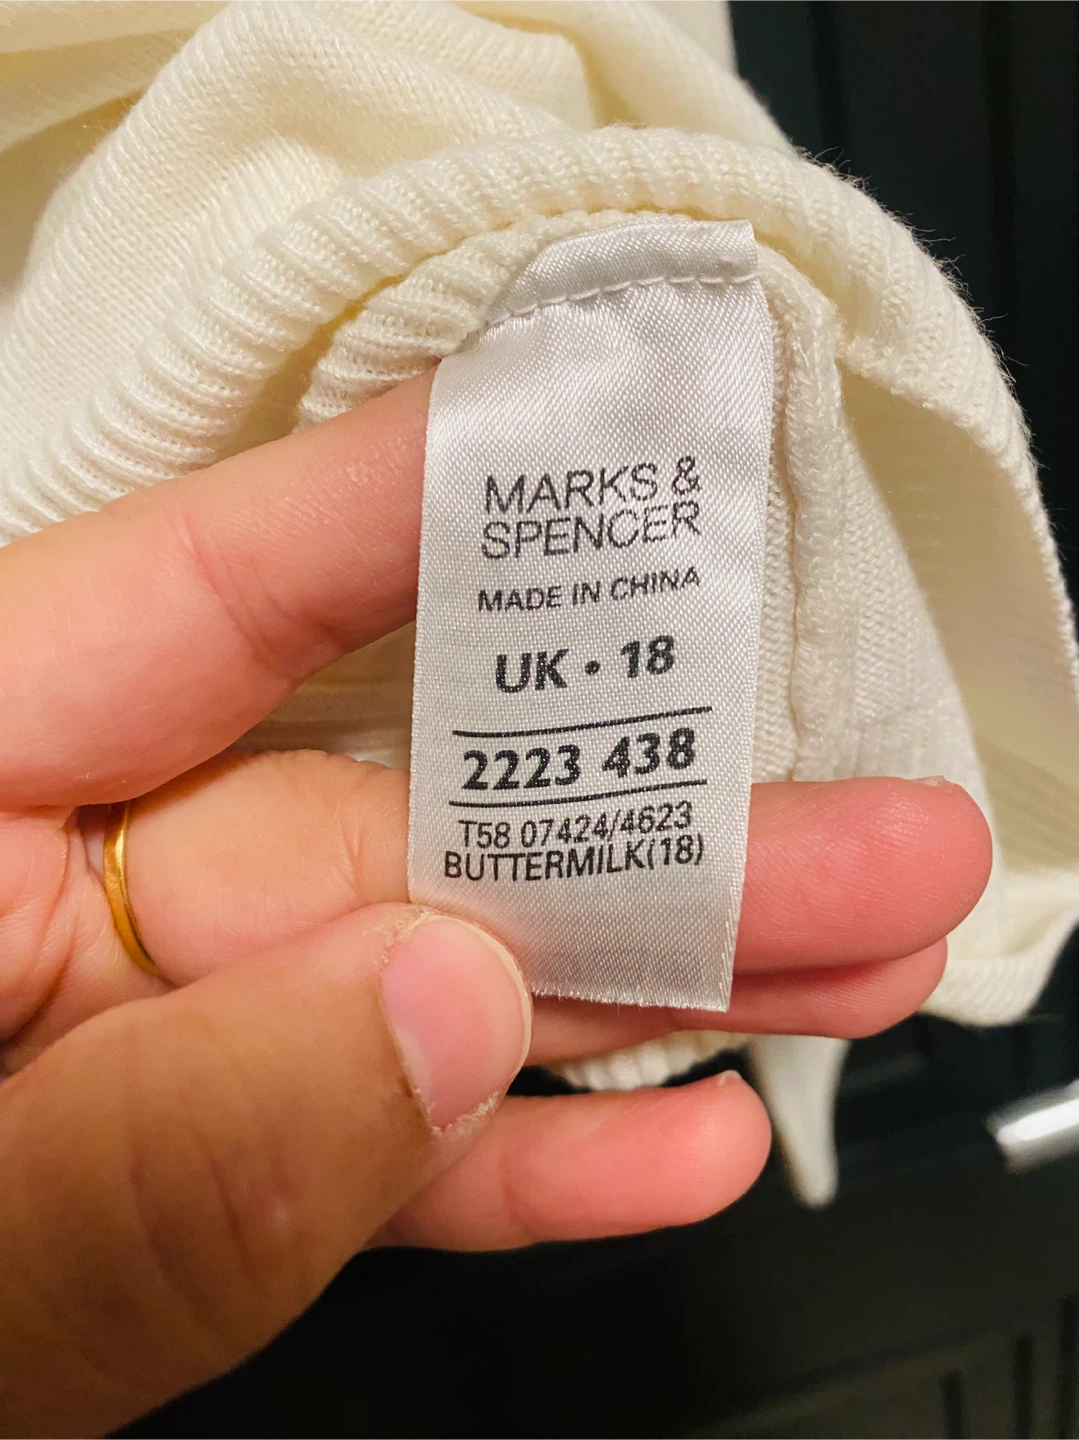 MARKS &
SPENCER
MADE IN CHINA
UK • 18
2223 438
T58 07424/4623
BUTTERMILK(18)